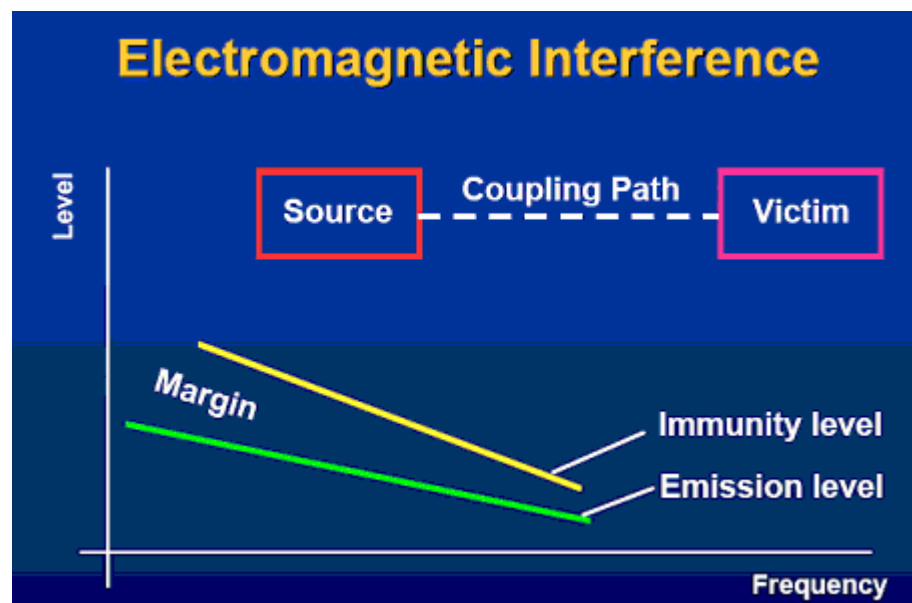 Electromagnetic Interference
Level
Source
Coupling Path
Victim
Margin
Immunity level
Emission level
Frequency